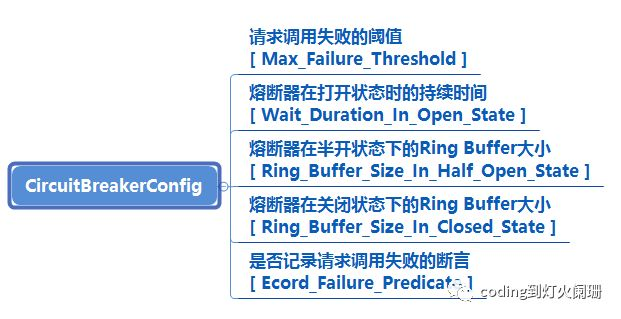 请求调用失败的阈值
[ Max_Failure_Threshold ]
熔断器在打开状态时的持续时间
[ Wait_Duration_In_Open_State ]
熔断器在半开状态下的Ring Buffer大小
[ Ring_Buffer_Size_In_Half_Open_State ]
CircuitBreakerConfig
熔断器在关闭状态下的Ring Buffer大小
[ Ring_Buffer_Size_In_Closed_State ]
是否记录请求调用失败的断言
[ Ecord_Failure_Predicate ]
coding到灯火阑珊